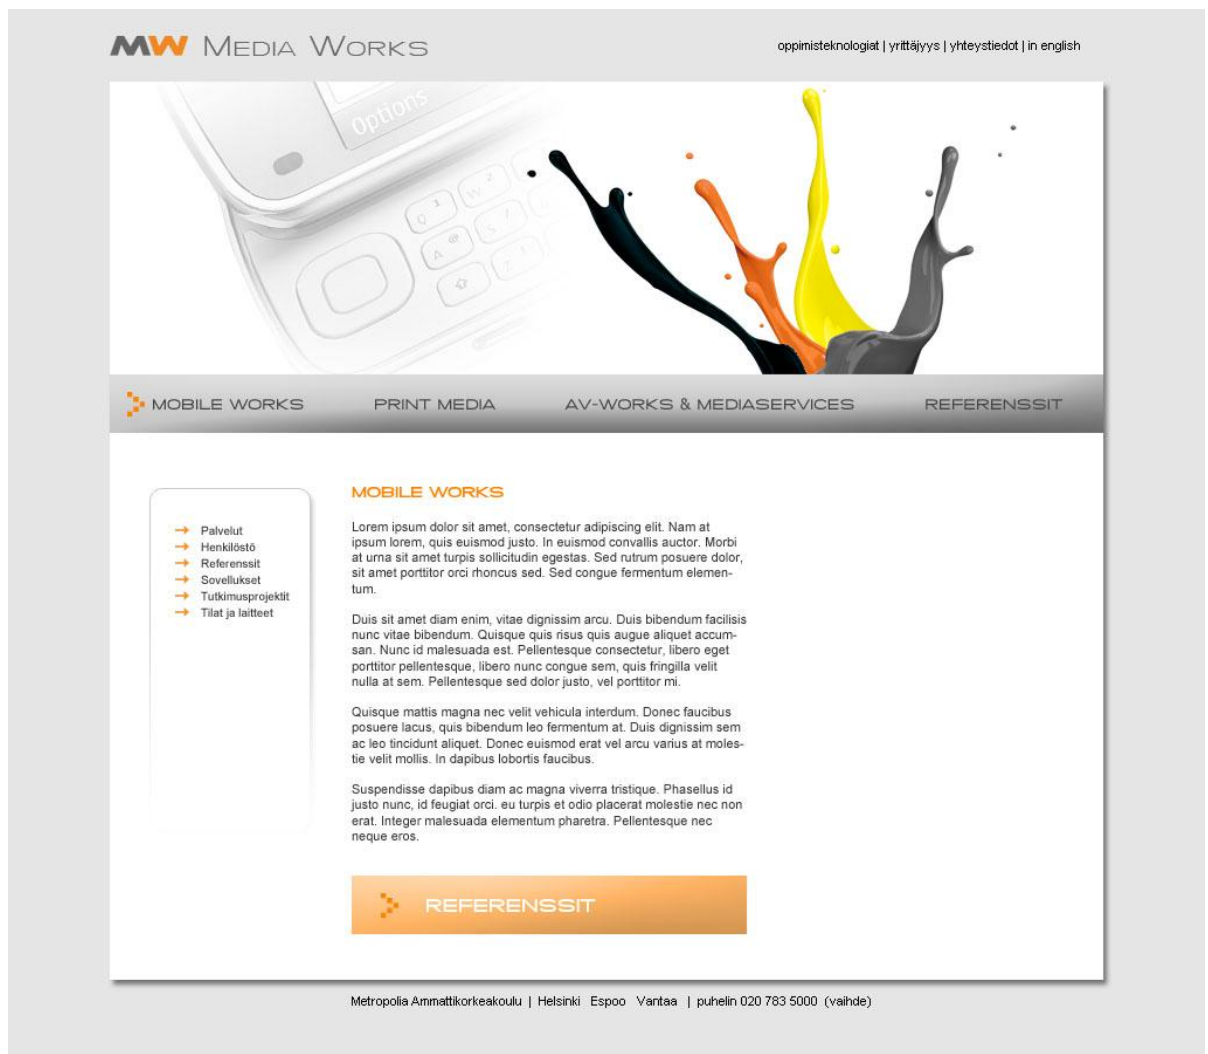 MW MEDIA WORKS
oppimisteknologiat | yrittäjyys | yhteystiedot | in english
Options
Q 1 W 2
A @ S /
Z
MOBILE WORKS PRINT MEDIA AV-WORKS & MEDIASERVICES REFERENSSIT
Palvelut
Henkilöstö
Referenssit
Sovellukset
Tutkimusprojektit
Tilat ja laitteet
MOBILE WORKS
Lorem ipsum dolor sit amet, consectetur adipiscing elit. Nam at
ipsum lorem, quis euismod justo. In euismod convallis auctor. Morbi
at urna sit amet turpis sollicitudin egestas. Sed rutrum posuere dolor,
sit amet porttitor orci rhoncus sed. Sed congue fermentum elemen-
tum.
Duis sit amet diam enim, vitae dignissim arcu. Duis bibendum facilisis
nunc vitae bibendum. Quisque quis risus quis augue aliquet accum-
san. Nunc id malesuada est. Pellentesque consectetur, libero eget
porttitor pellentesque, libero nunc congue sem, quis fringilla velit
nulla at sem. Pellentesque sed dolor justo, vel porttitor mi.
Quisque mattis magna nec velit vehicula interdum. Donec faucibus
posuere lacus, quis bibendum leo fermentum at. Duis dignissim sem
ac leo tincidunt aliquet. Donec euismod erat vel arcu varius at moles-
tie velit mollis. In dapibus lobortis faucibus.
Suspendisse dapibus diam ac magna viverra tristique. Phasellus id
justo nunc, id feugiat orci. eu turpis et odio placerat molestie nec non
erat. Integer malesuada elementum pharetra. Pellentesque nec
neque eros.
REFERENSSIT
Metropolia Ammattikorkeakoulu | Helsinki Espoo Vantaa | puhelin 020 783 5000 (vaihde)